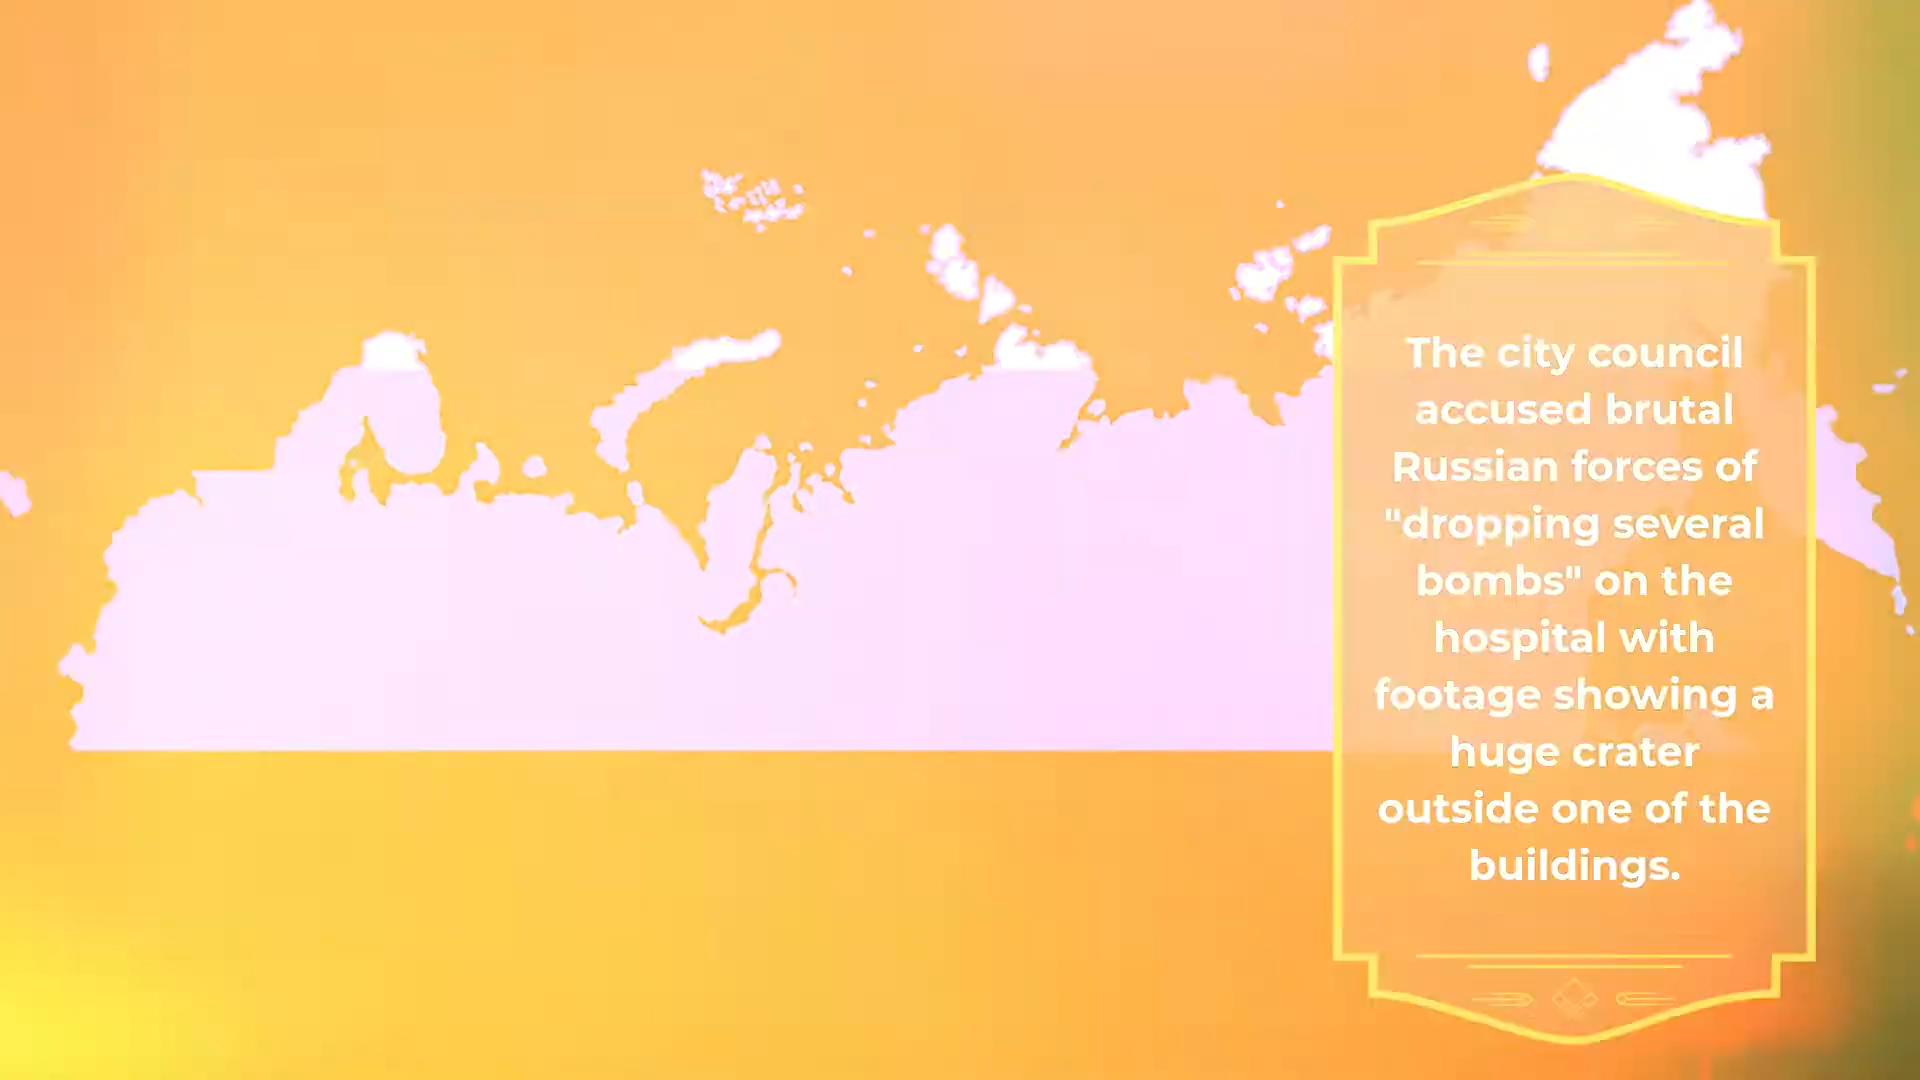 The city council
accused brutal
Russian forces of
"dropping several
bombs" on the
hospital with
footage showing a
huge crater
outside one of the
buildings.